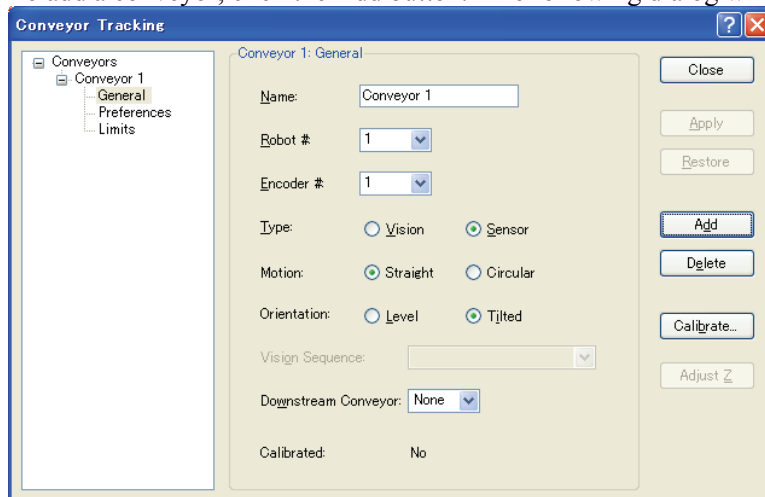 Conveyor Tracking
Conveyors
Conveyor 1
General
Preferences
Limits
Conveyor 1: General
Name: Conveyor 1
Robot # 1
Encoder # 1
Type: Vision Sensor
Motion: Straight Circular
Orientation: Level Tilted
Vision Sequence:
Downstream Conveyor: None
Calibrated: No
Close
Apply
Restore
Add
Delete
Calibrate...
Adjust Z